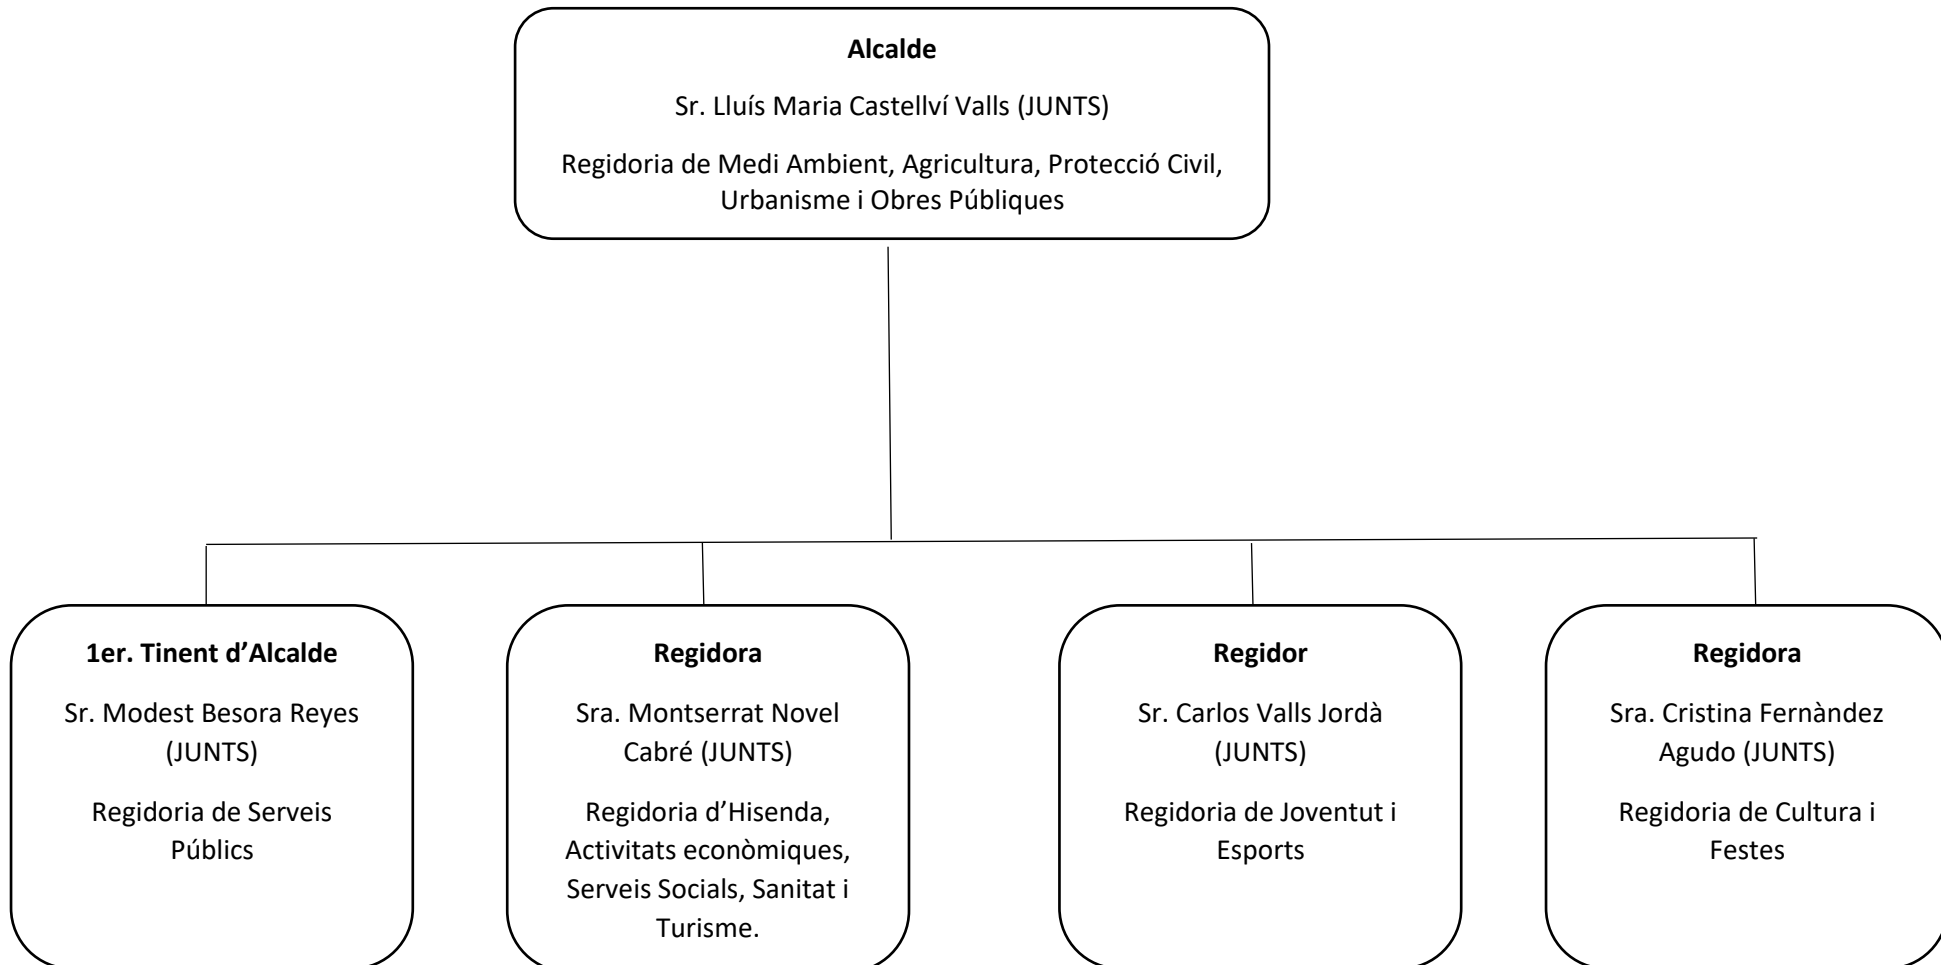 Alcalde
Sr. Lluís Maria Castellví Valls (JUNTS)
Regidoria de Medi Ambient, Agricultura, Protecció Civil,
Urbanisme i Obres Públiques
1er. Tinent d’Alcalde
Sr. Modest Besora Reyes
(JUNTS)
Regidoria de Serveis
Públics
Regidora
Sra. Montserrat Novel
Cabré (JUNTS)
Regidoria d’Hisenda,
Activitats econòmiques,
Serveis Socials, Sanitat i
Turisme.
Regidor
Sr. Carlos Valls Jordà
(JUNTS)
Regidoria de Joventut i
Esports
Regidora
Sra. Cristina Fernàndez
Agudo (JUNTS)
Regidoria de Cultura i
Festes